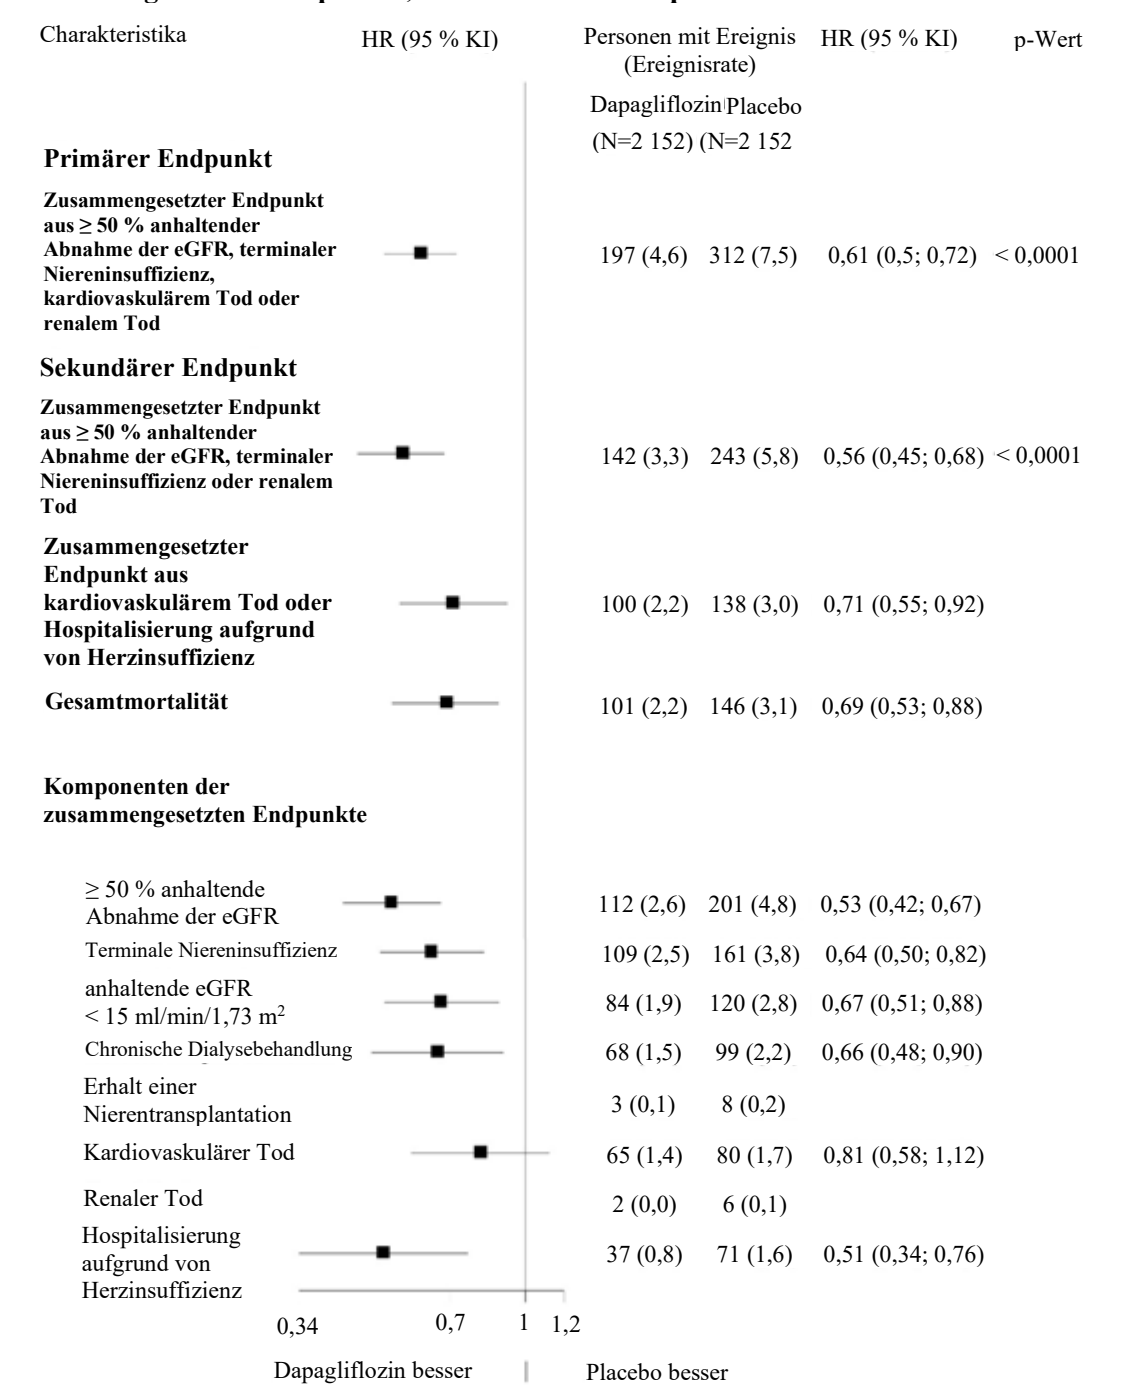 Charakteristika HR (95 % KI) Personen mit Ereignis HR (95 % KI) p-Wert
(Ereignisrate)
Dapagliflozin Placebo
(N=2 152) (N=2 152
Primärer Endpunkt
Zusammengesetzter Endpunkt
aus ≥ 50 % anhaltender
Abnahme der eGFR, terminaler
Niereninsuffizienz,
kardiovaskulärem Tod oder
renalem Tod
197 (4,6) 312 (7,5) 0,61 (0,5; 0,72) < 0,0001
Sekundärer Endpunkt
Zusammengesetzter Endpunkt
aus ≥ 50 % anhaltender
Abnahme der eGFR, terminaler
Niereninsuffizienz oder renalem
Tod
142 (3,3) 243 (5,8) 0,56 (0,45; 0,68) < 0,0001
Zusammengesetzter
Endpunkt aus
kardiovaskulärem Tod oder
Hospitalisierung aufgrund
von Herzinsuffizienz
100 (2,2) 138 (3,0) 0,71 (0,55; 0,92)
Gesamtmortalität 101 (2,2) 146 (3,1) 0,69 (0,53; 0,88)
Komponenten der
zusammengesetzten Endpunkte
≥ 50 % anhaltende
Abnahme der eGFR
112 (2,6) 201 (4,8) 0,53 (0,42; 0,67)
Terminale Niereninsuffizienz 109 (2,5) 161 (3,8) 0,64 (0,50; 0,82)
anhaltende eGFR
< 15 ml/min/1,73 m²
84 (1,9) 120 (2,8) 0,67 (0,51; 0,88)
Chronische Dialysebehandlung 68 (1,5) 99 (2,2) 0,66 (0,48; 0,90)
Erhalt einer
Nierentransplantation
3 (0,1) 8 (0,2)
Kardiovaskulärer Tod 65 (1,4) 80 (1,7) 0,81 (0,58; 1,12)
Renaler Tod 2 (0,0) 6 (0,1)
Hospitalisierung
aufgrund von
Herzinsuffizienz
37 (0,8) 71 (1,6) 0,51 (0,34; 0,76)
0,34 0,7 1 1,2
Dapagliflozin besser Placebo besser